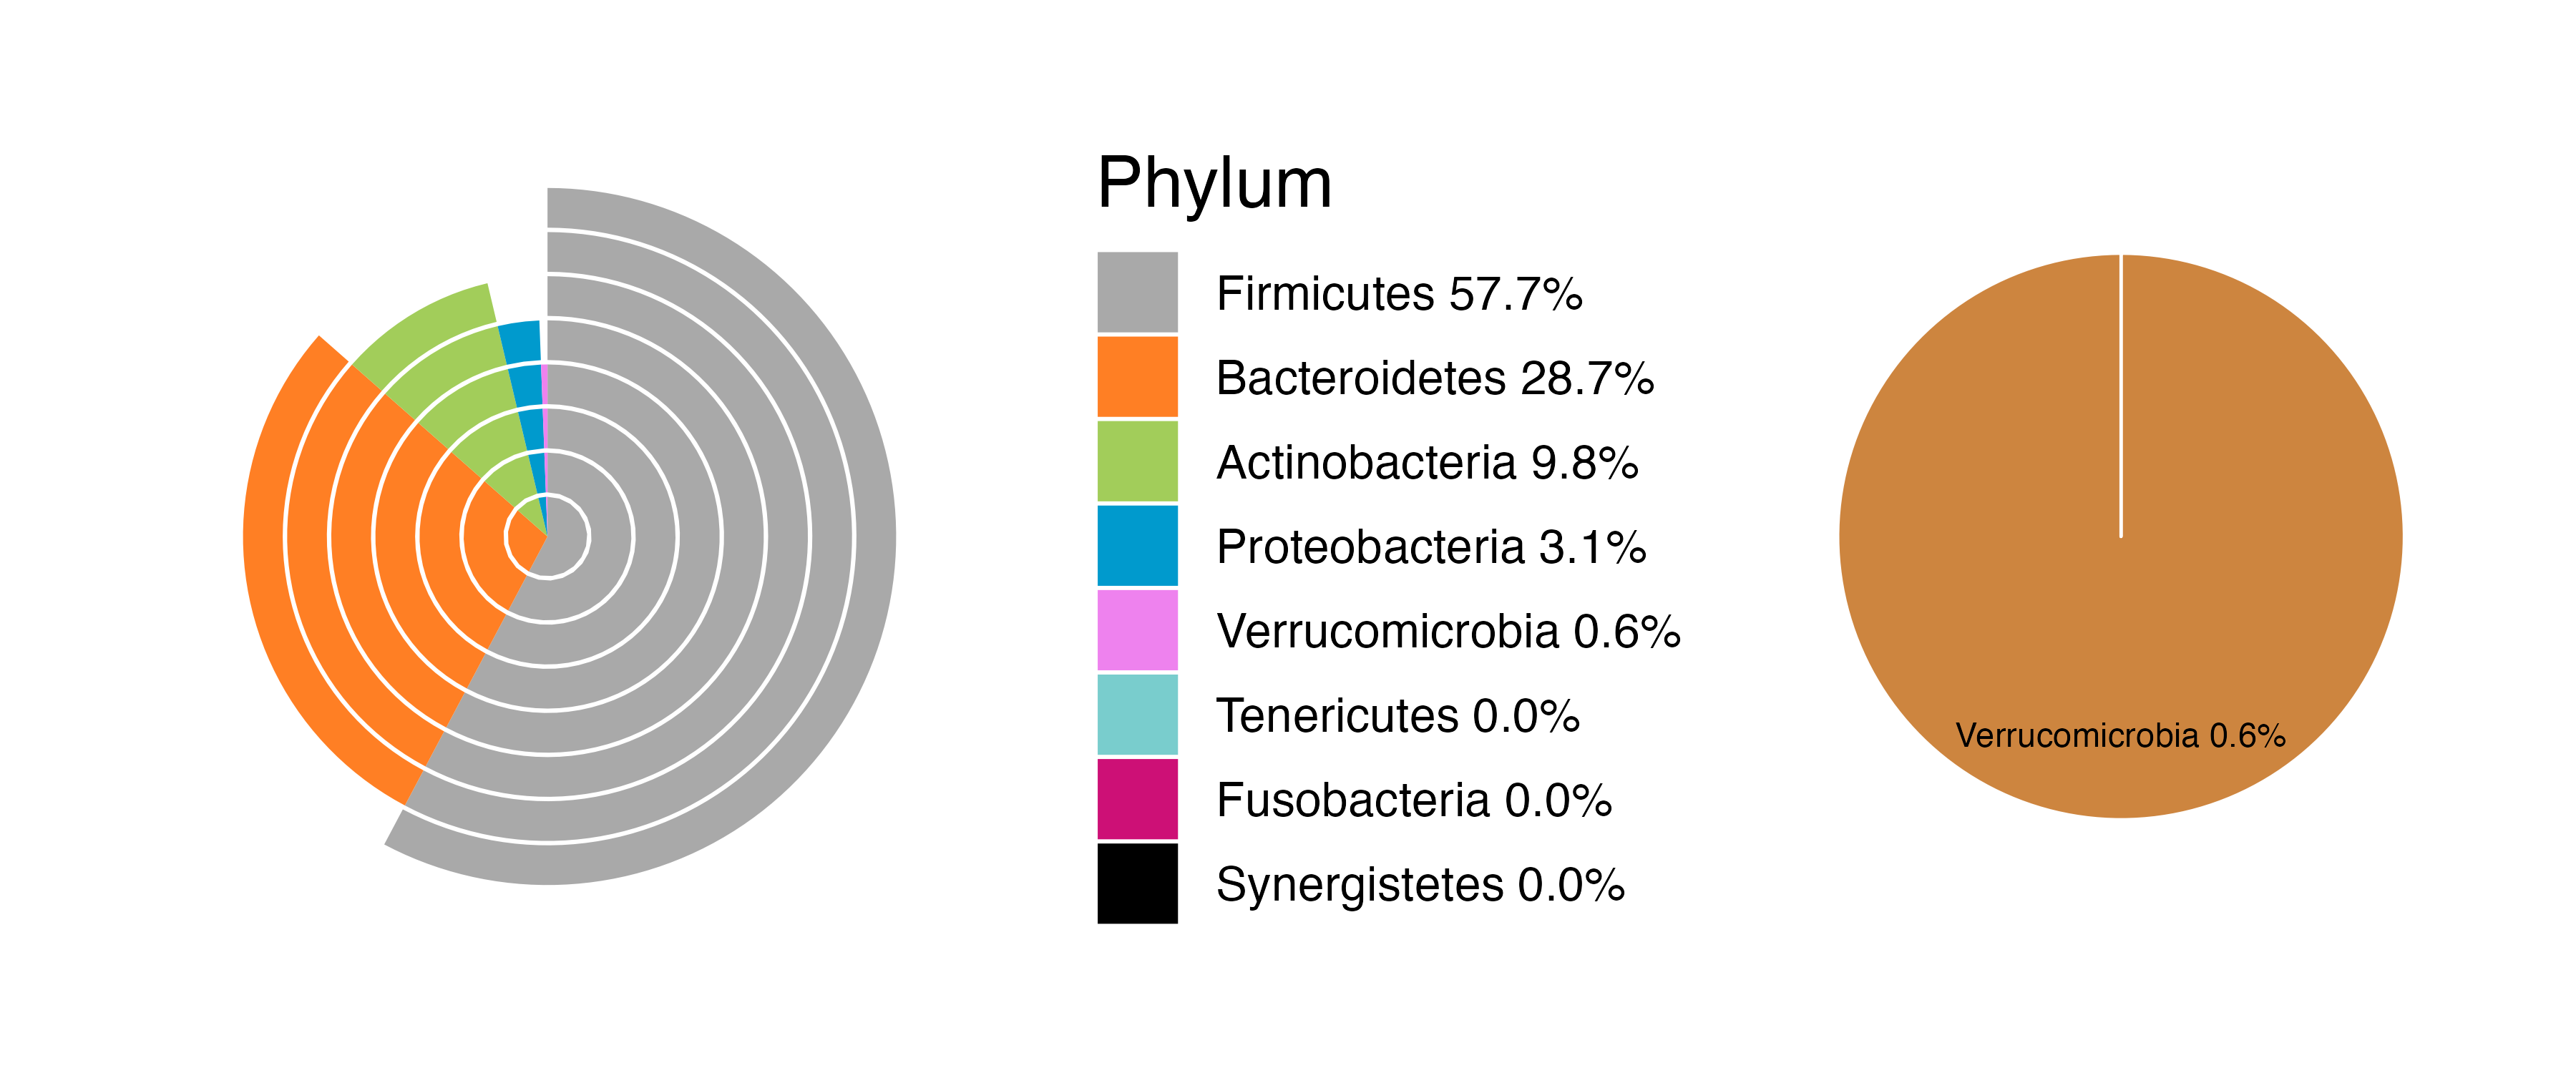 Phylum
Firmicutes 57.7%
Bacteroidetes 28.7%
Actinobacteria 9.8%
Proteobacteria 3.1%
Verrucomicrobia 0.6%
Tenericutes 0.0%
Fusobacteria 0.0%
Synergistetes 0.0%
Verrucomicrobia 0.6%